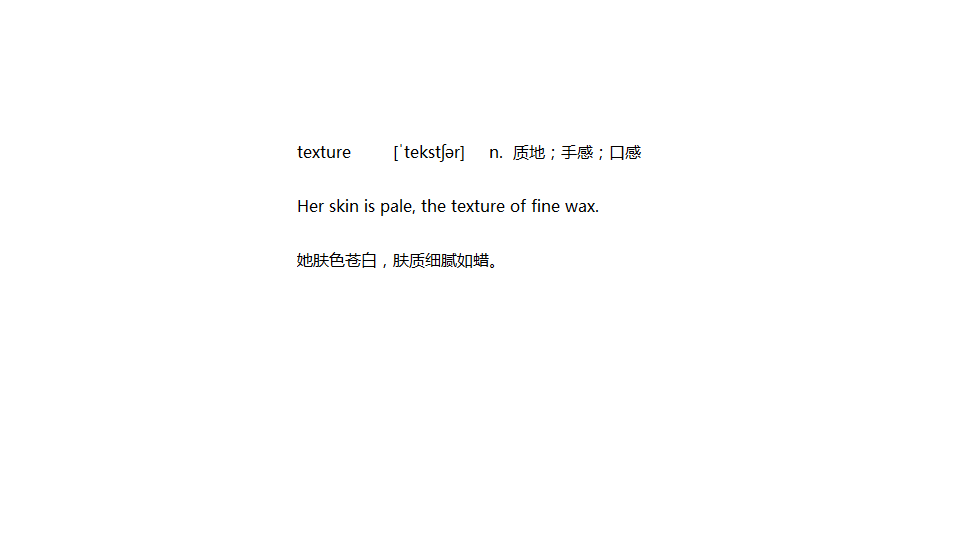 texture [ˈtekstʃər] n. 质地；手感；口感
Her skin is pale, the texture of fine wax.
她肤色苍白，肤质细腻如蜡。